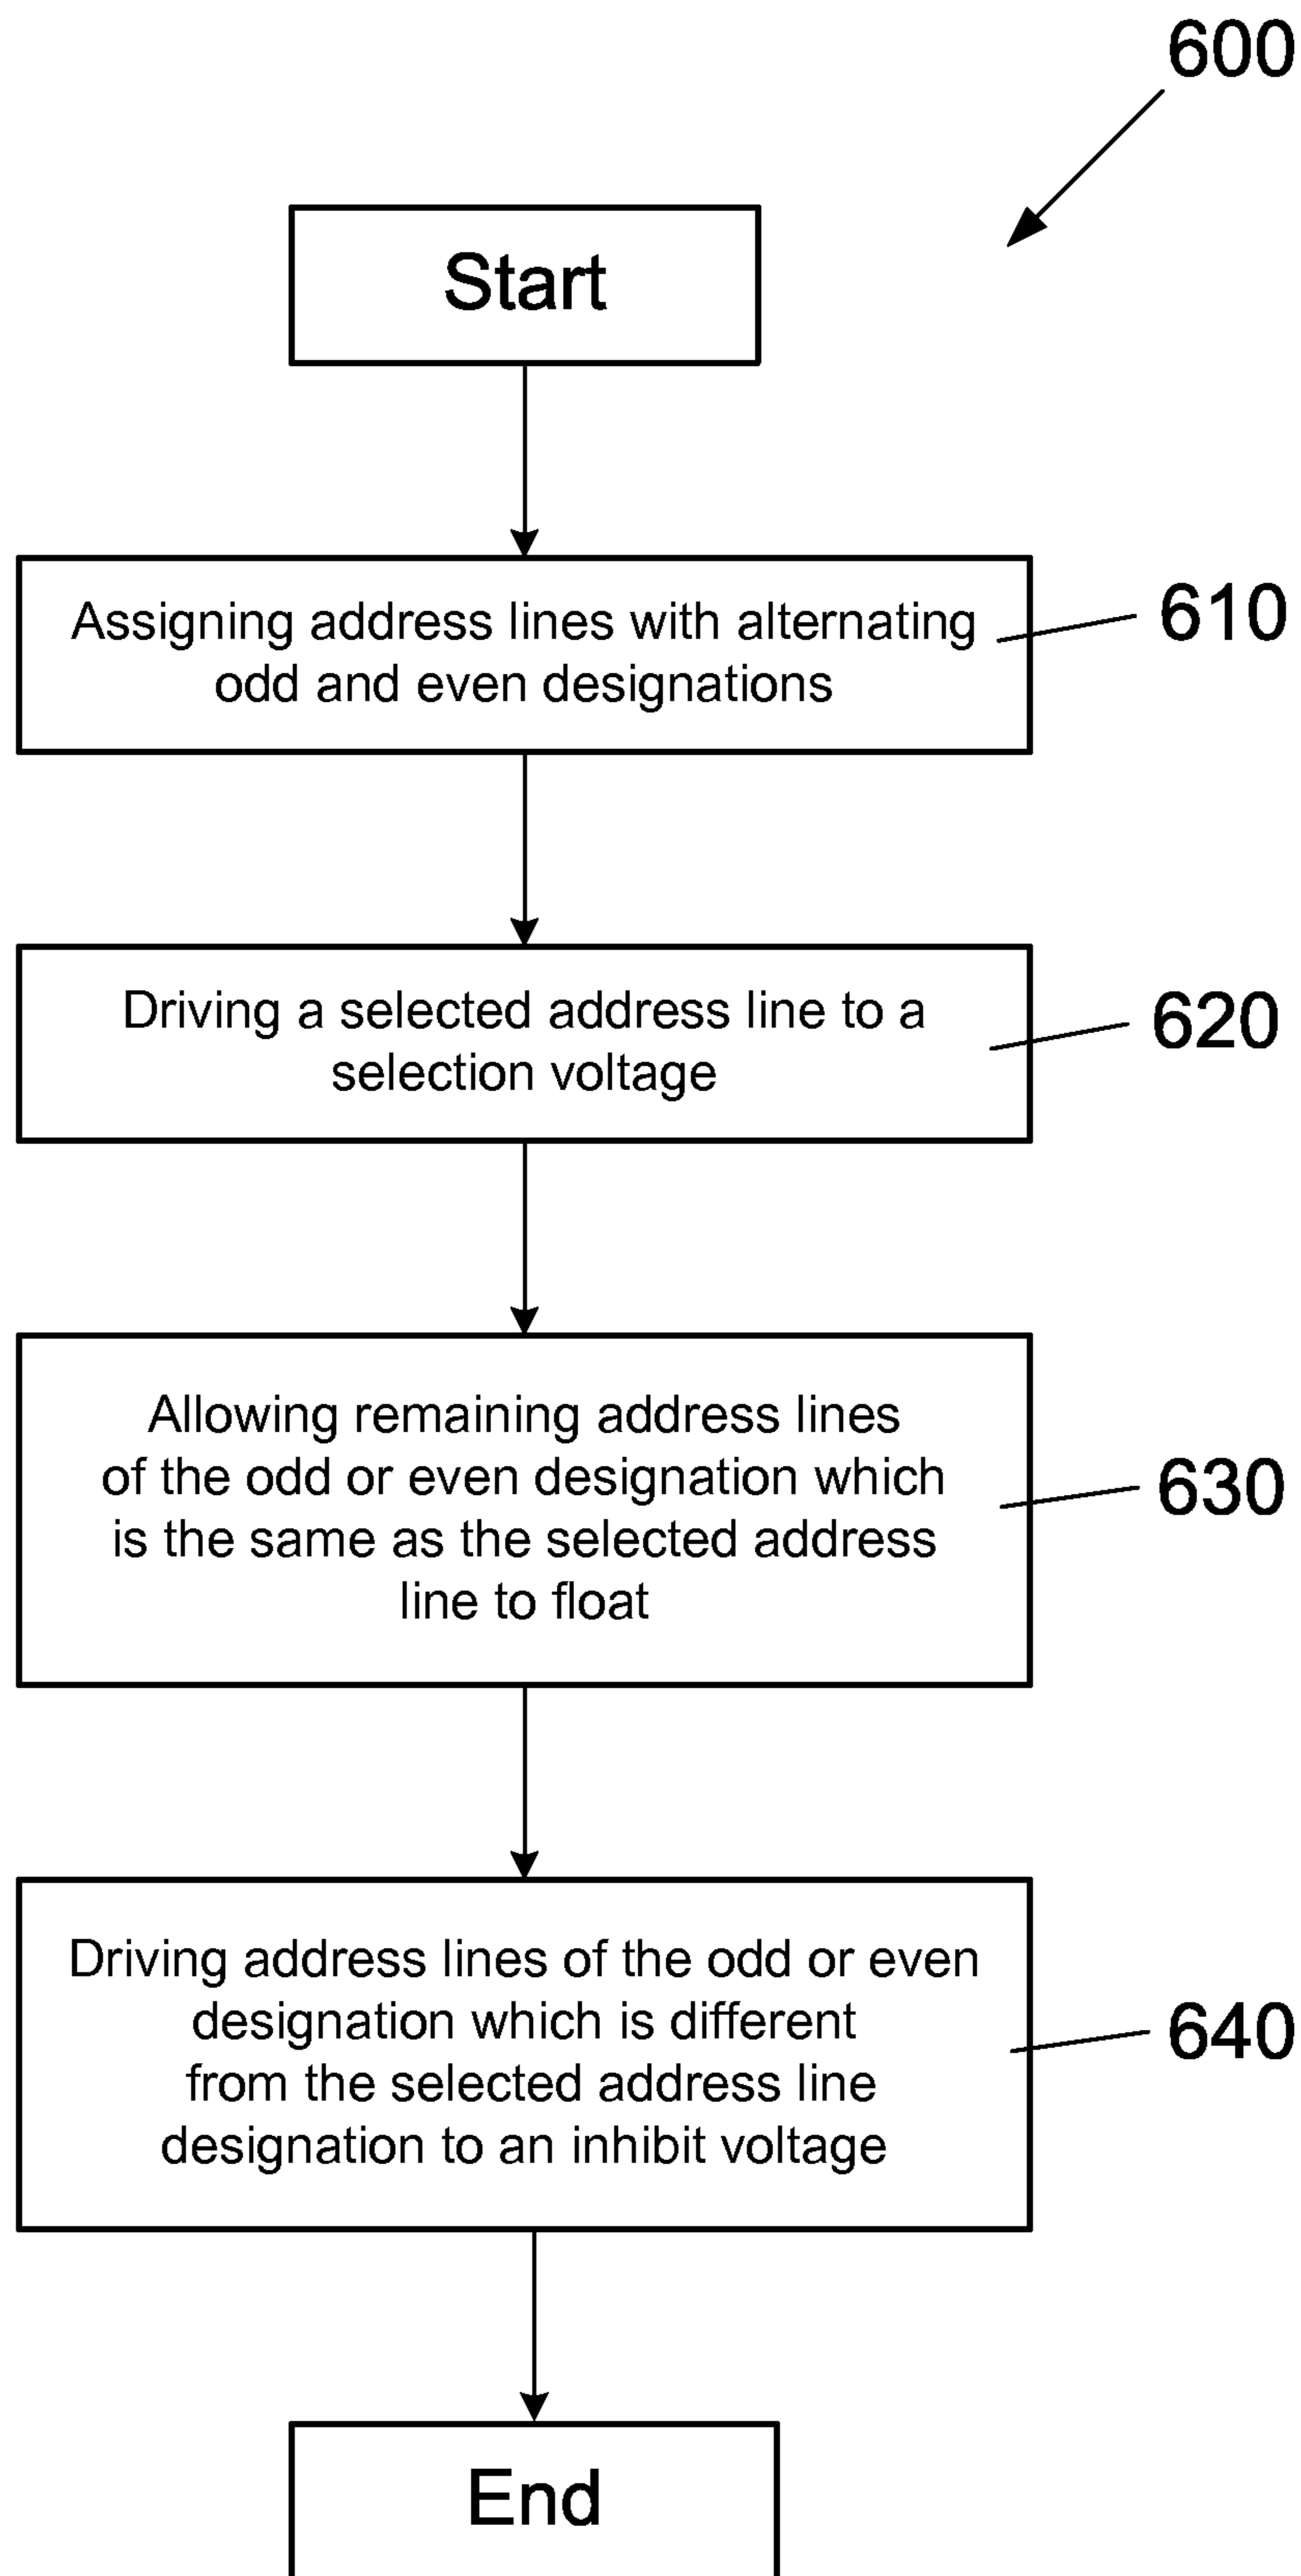 600
Start
Assigning address lines with alternating
odd and even designations
610
Driving a selected address line to a
selection voltage
620
Allowing remaining address lines
of the odd or even designation which
is the same as the selected address
line to float
630
Driving address lines of the odd or even
designation which is different
from the selected address line
designation to an inhibit voltage
640
End